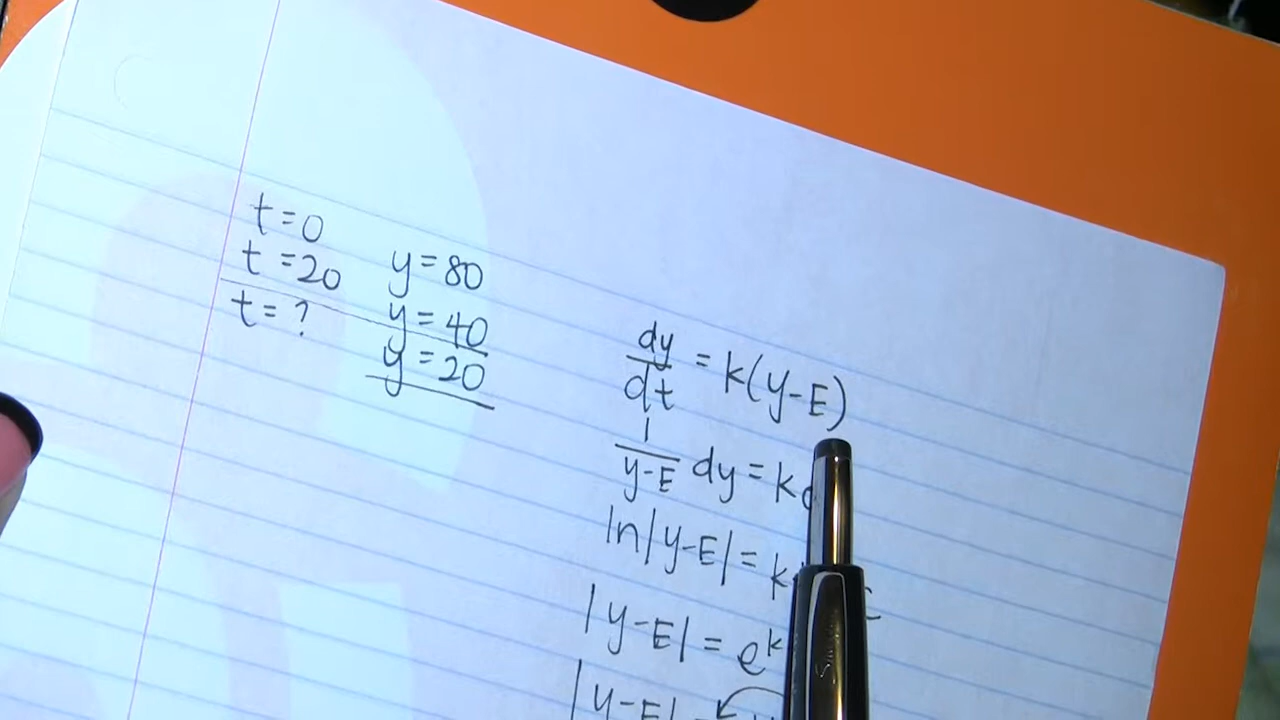 t=0
t=20 y=80
t=? y=40
y=20
dy/dt = k(y-E)
1/(y-E) dy = k
ln|y-E| = k
|y-E| = e^k
|y-E|